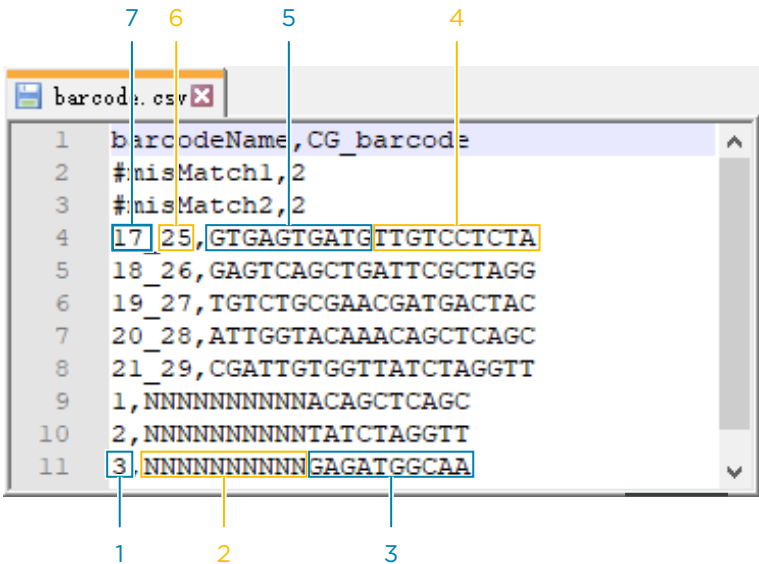 7 6 5 4
barcode.csv
1 barcodeName,CG_barcode
2 #misMatch1,2
3 #misMatch2,2
4 17_25,GTGAGTGATGTTGTCCTCTA
5 18_26,GAGTCAGCTGATTCGCTAGG
6 19_27,TGTCTGCGAACGATGACTAC
7 20_28,ATTGGTACAAACAGCTCAGC
8 21_29,CGATTGTGGTTATCTAGGTT
9 1,NNNNNNNNNNACAGCTCAGC
10 2,NNNNNNNNNNTATCTAGGTT
11 3,NNNNNNNNNNGAGATGGCAA
1 2 3